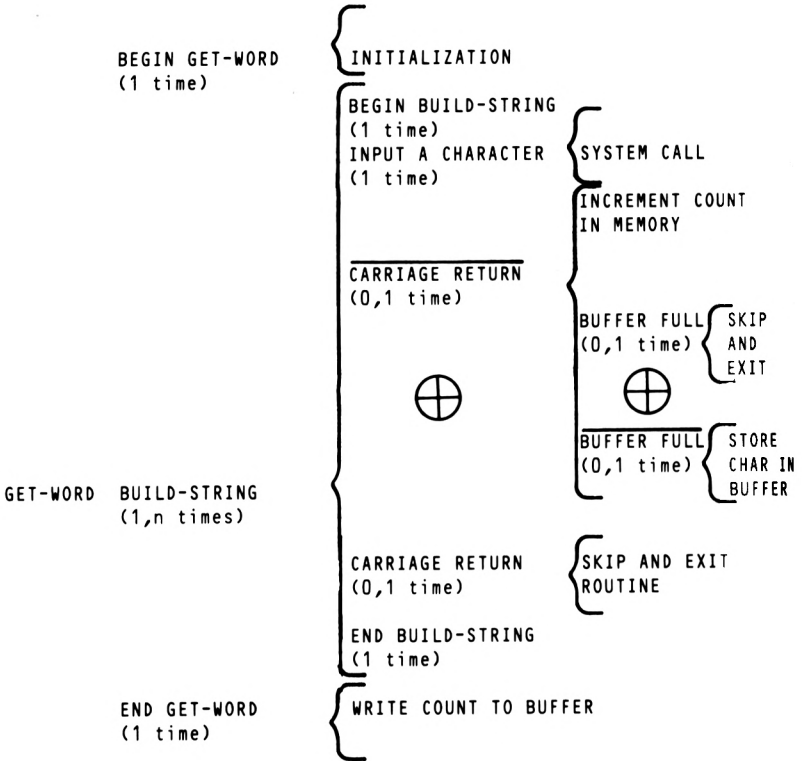 BEGIN GET-WORD
(1 time)
INITIALIZATION
BEGIN BUILD-STRING
(1 time)
INPUT A CHARACTER
(1 time)
SYSTEM CALL
INCREMENT COUNT
IN MEMORY
CARRIAGE RETURN
(0,1 time)
BUFFER FULL
(0,1 time)
SKIP
AND
EXIT
BUFFER FULL
(0,1 time)
STORE
CHAR IN
BUFFER
GET-WORD
BUILD-STRING
(1,n times)
CARRIAGE RETURN
(0,1 time)
SKIP AND EXIT
ROUTINE
END BUILD-STRING
(1 time)
END GET-WORD
(1 time)
WRITE COUNT TO BUFFER